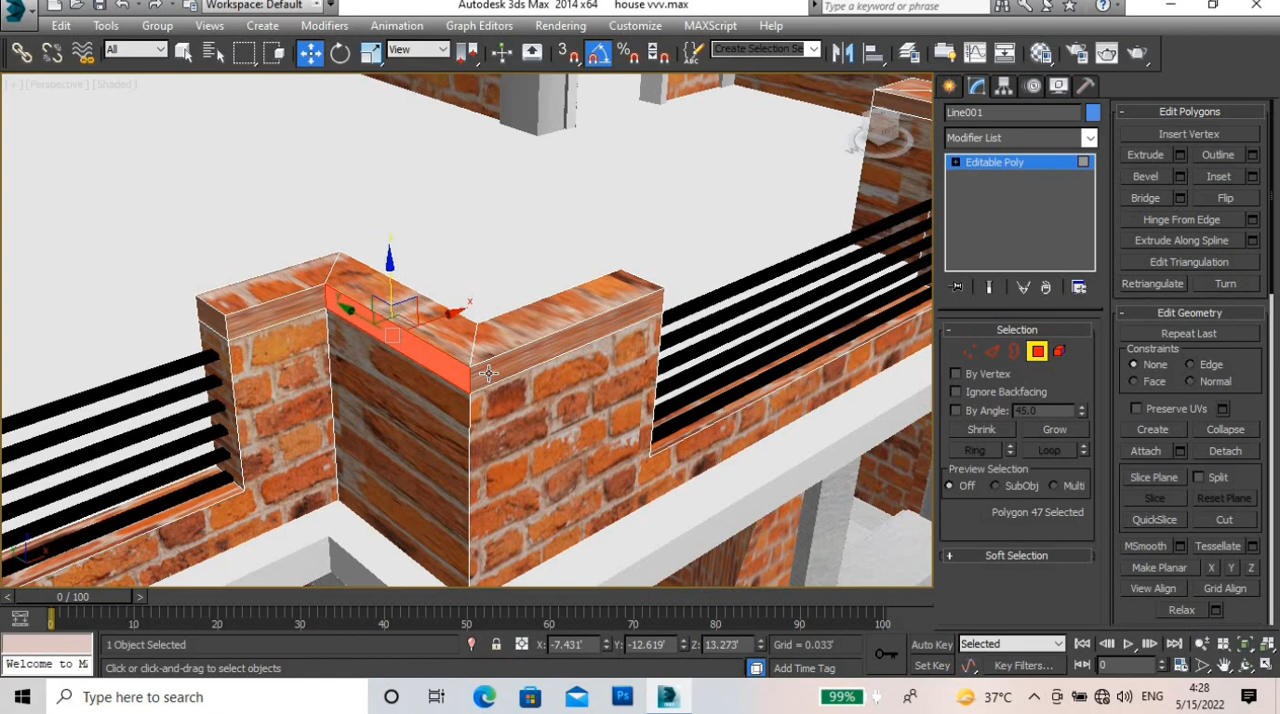 Workspace: Default
Autodesk 3ds Max 2014 x64
house vvv.max
Type a keyword or phrase
Edit Tools Group Views Create Modifiers Animation Graph Editors Rendering Customize MAXScript Help
All
View
3
Create Selection Se
[+] [Perspective] [Shaded]
x
Line001
Modifier List
Editable Poly
Selection
By Vertex
Ignore Backfacing
By Angle: 45.0
Shrink Grow
Ring Loop
Preview Selection
Off SubObj Multi
Polygon 47 Selected
Soft Selection
Edit Polygons
Insert Vertex
Extrude Outline
Bevel Inset
Bridge Flip
Hinge From Edge
Extrude Along Spline
Edit Triangulation
Retriangulate Turn
Edit Geometry
Repeat Last
Constraints
None Edge
Face Normal
Preserve UVs
Create Collapse
Attach Detach
Slice Plane Split
Slice Reset Plane
QuickSlice Cut
MSmooth Tessellate
Make Planar X Y Z
View Align Grid Align
Relax
< 0 / 100 >
0 10 20 30 40 50 60 70 80 90 100
1 Object Selected
X: -7.431' Y: -12.619' Z: 13.273' Grid = 0.033'
Auto Key Selected
Welcome to M
Click or click-and-drag to select objects
Add Time Tag
Set Key Key Filters... 0
Type here to search
Ps
99%
37°C
ENG
4:28
5/15/2022